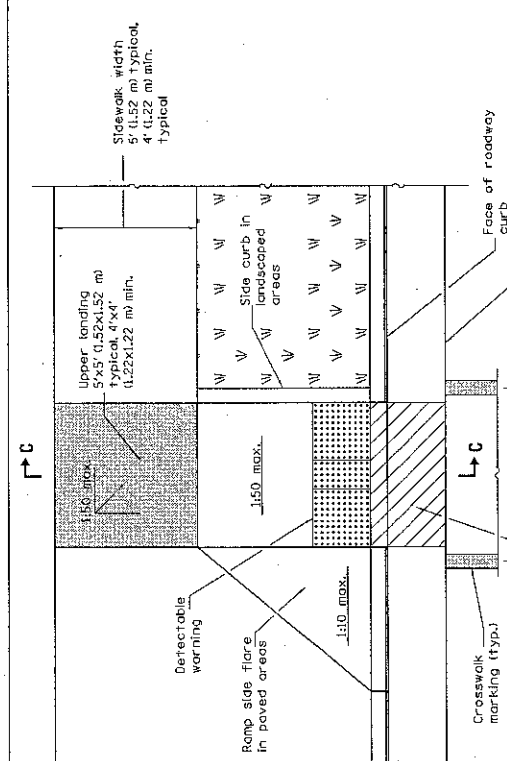 Sidewalk width
5' (1.52 m) typical,
4' (1.22 m) min.
typical
Upper landing
5'x5' (1.52x1.52 m)
typical, 4'x4'
(1.22x1.22 m) min.
1:50 max.
C
Side curb in
landscaped
areas
1:50 max.
Detectable
warning
Ramp side flare
in paved areas
1:10 max.
Face of roadway
curb
C
Crosswalk
marking (typ.)